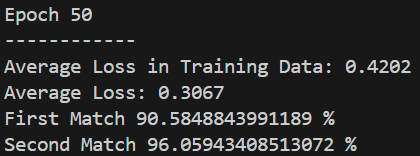 Epoch 50
------------
Average Loss in Training Data: 0.4202
Average Loss: 0.3067
First Match 90.5848843991189 %
Second Match 96.05943408513072 %